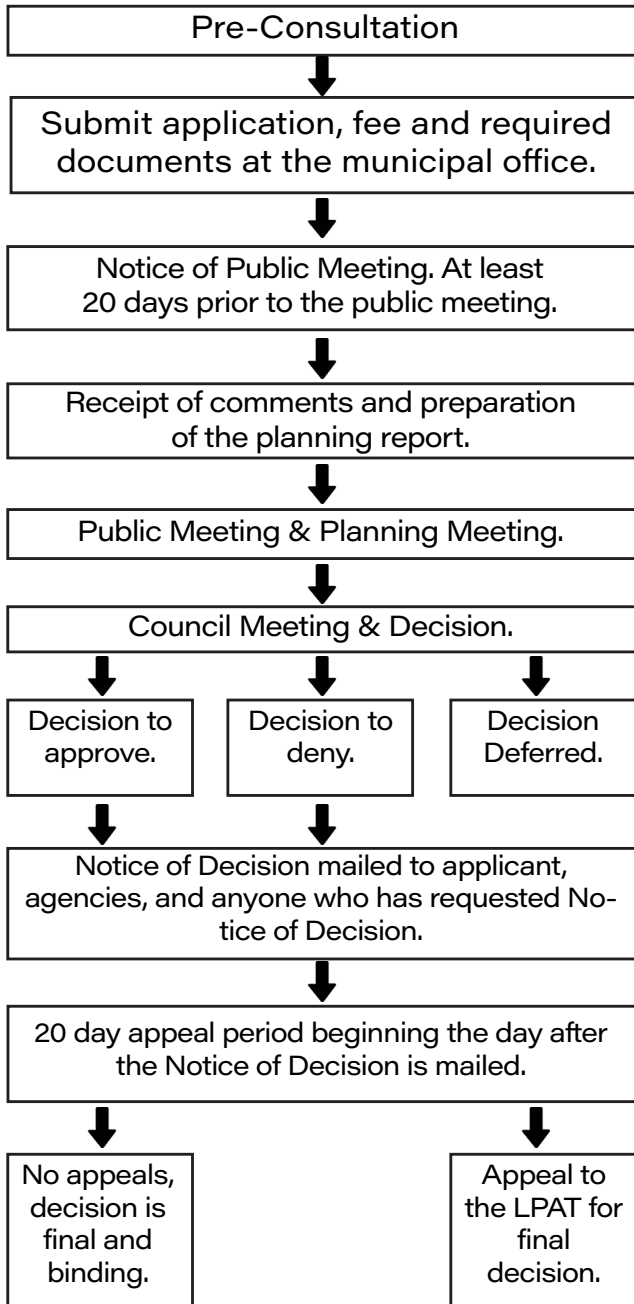 Pre-Consultation
Submit application, fee and required
documents at the municipal office.
Notice of Public Meeting. At least
20 days prior to the public meeting.
Receipt of comments and preparation
of the planning report.
Public Meeting & Planning Meeting.
Council Meeting & Decision.
Decision to
approve.
Decision to
deny.
Decision
Deferred.
Notice of Decision mailed to applicant,
agencies, and anyone who has requested No-
tice of Decision.
20 day appeal period beginning the day after
the Notice of Decision is mailed.
No appeals,
decision is
final and
binding.
Appeal to
the LPAT for
final
decision.